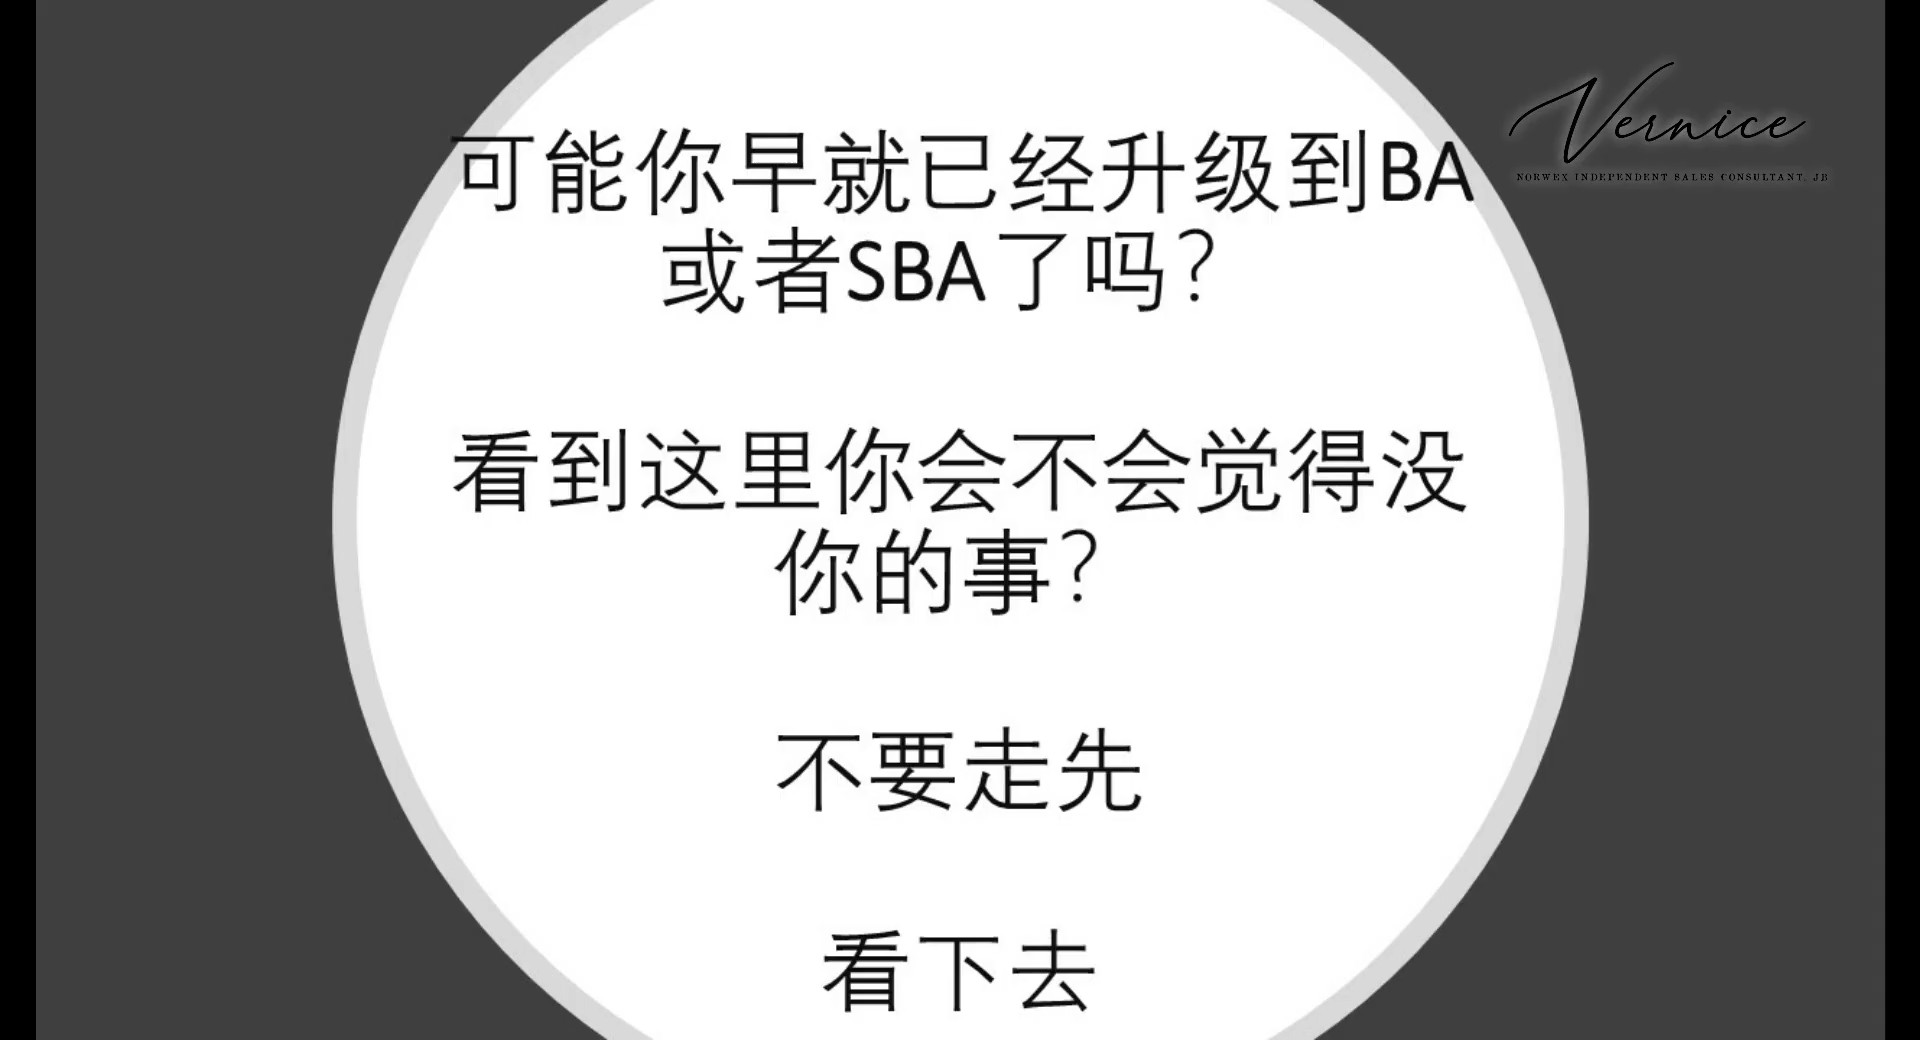 可能你早就已经升级到BA
或者SBA了吗？
看到这里你会不会觉得没
你的事？
不要走先
看下去
Vernice
NORWEX INDEPENDENT SALES CONSULTANT, JB